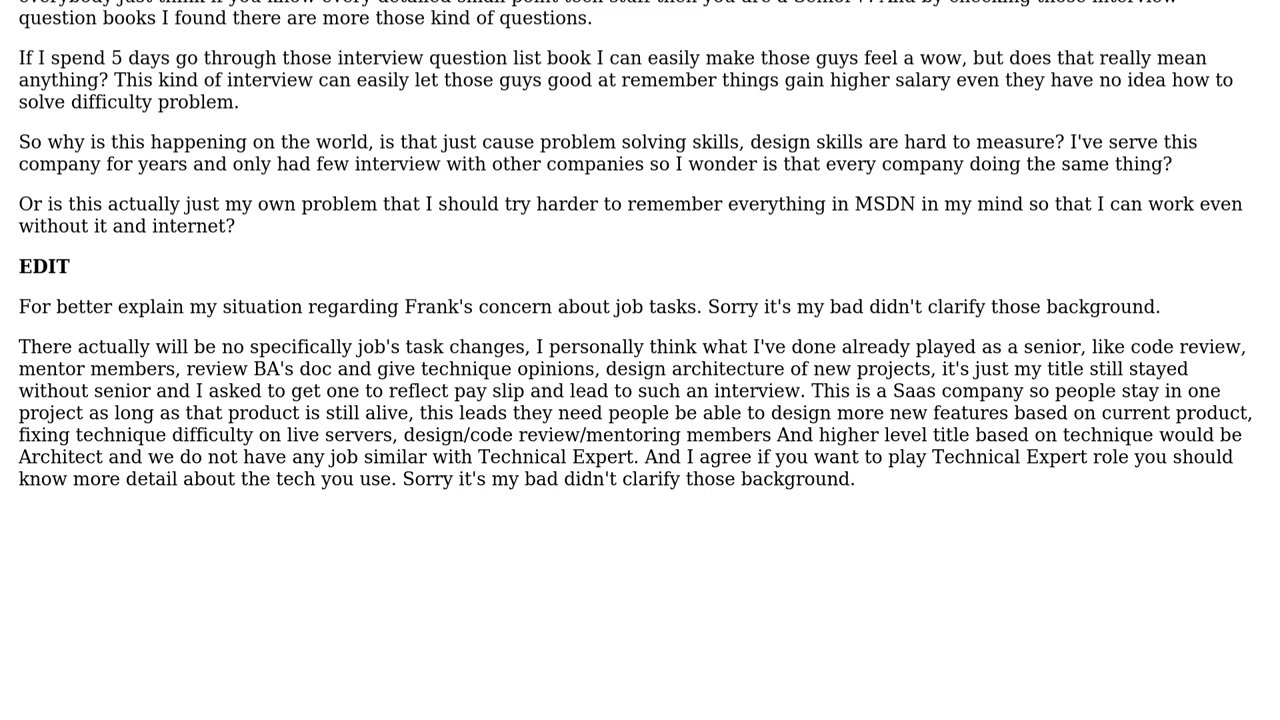 question books I found there are more those kind of questions.
If I spend 5 days go through those interview question list book I can easily make those guys feel a wow, but does that really mean
anything? This kind of interview can easily let those guys good at remember things gain higher salary even they have no idea how to
solve difficulty problem.
So why is this happening on the world, is that just cause problem solving skills, design skills are hard to measure? I've serve this
company for years and only had few interview with other companies so I wonder is that every company doing the same thing?
Or is this actually just my own problem that I should try harder to remember everything in MSDN in my mind so that I can work even
without it and internet?
EDIT
For better explain my situation regarding Frank's concern about job tasks. Sorry it's my bad didn't clarify those background.
There actually will be no specifically job's task changes, I personally think what I've done already played as a senior, like code review,
mentor members, review BA's doc and give technique opinions, design architecture of new projects, it's just my title still stayed
without senior and I asked to get one to reflect pay slip and lead to such an interview. This is a Saas company so people stay in one
project as long as that product is still alive, this leads they need people be able to design more new features based on current product,
fixing technique difficulty on live servers, design/code review/mentoring members And higher level title based on technique would be
Architect and we do not have any job similar with Technical Expert. And I agree if you want to play Technical Expert role you should
know more detail about the tech you use. Sorry it's my bad didn't clarify those background.